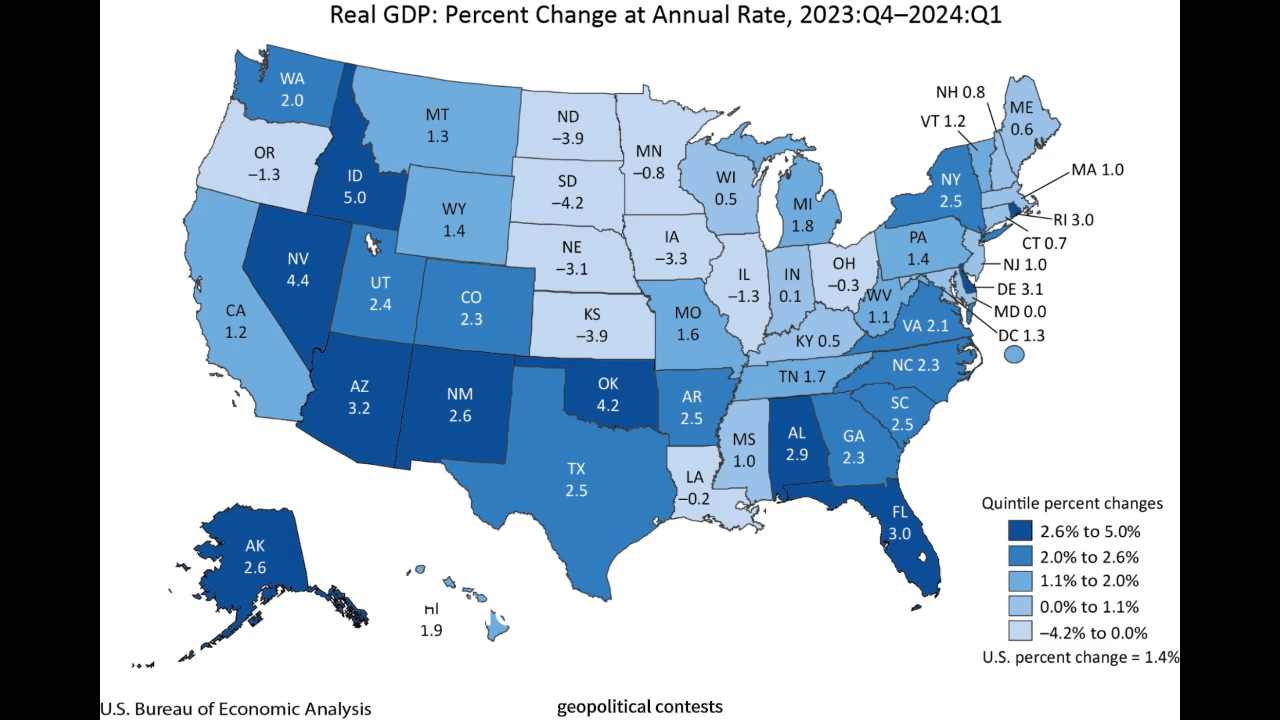 Real GDP: Percent Change at Annual Rate, 2023:Q4–2024:Q1
WA
2.0
OR
–1.3
ID
5.0
MT
1.3
ND
–3.9
MN
–0.8
SD
–4.2
WY
1.4
WI
0.5
MI
1.8
NY
2.5
NH 0.8
VT 1.2
ME
0.6
MA 1.0
RI 3.0
CT 0.7
NJ 1.0
DE 3.1
MD 0.0
DC 1.3
PA
1.4
NV
4.4
UT
2.4
CO
2.3
NE
–3.1
IA
–3.3
IL
–1.3
IN
0.1
OH
–0.3
WV
1.1
VA 2.1
CA
1.2
KS
–3.9
MO
1.6
KY 0.5
NC 2.3
TN 1.7
SC
2.5
AZ
3.2
NM
2.6
OK
4.2
AR
2.5
MS
1.0
AL
2.9
GA
2.3
TX
2.5
LA
–0.2
FL
3.0
AK
2.6
HI
1.9
Quintile percent changes
2.6% to 5.0%
2.0% to 2.6%
1.1% to 2.0%
0.0% to 1.1%
–4.2% to 0.0%
U.S. percent change = 1.4%
U.S. Bureau of Economic Analysis
geopolitical contests